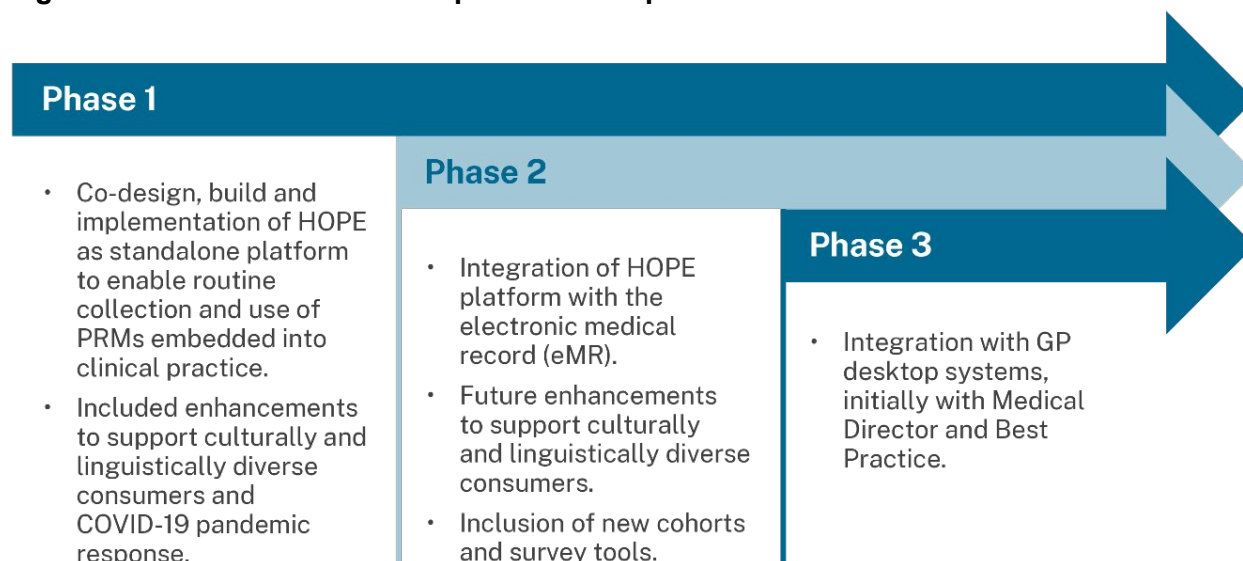 Phase 1
• Co-design, build and
implementation of HOPE
as standalone platform
to enable routine
collection and use of
PRMs embedded into
clinical practice.
• Included enhancements
to support culturally and
linguistically diverse
consumers and
COVID-19 pandemic
response.
Phase 2
• Integration of HOPE
platform with the
electronic medical
record (eMR).
• Future enhancements
to support culturally
and linguistically diverse
consumers.
• Inclusion of new cohorts
and survey tools.
Phase 3
• Integration with GP
desktop systems,
initially with Medical
Director and Best
Practice.